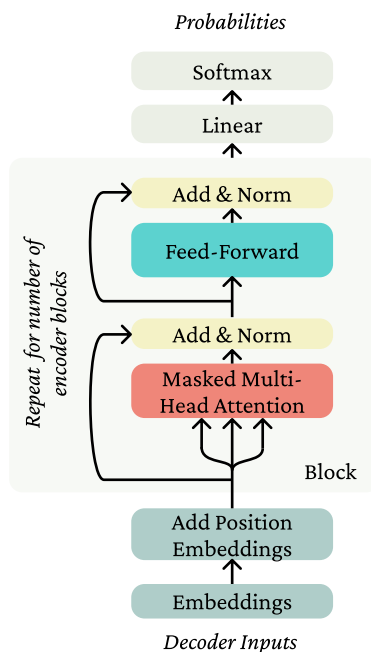 Probabilities
Softmax
Linear
Add & Norm
Feed-Forward
Repeat for number of
encoder blocks
Add & Norm
Masked Multi-
Head Attention
Block
Add Position
Embeddings
Embeddings
Decoder Inputs